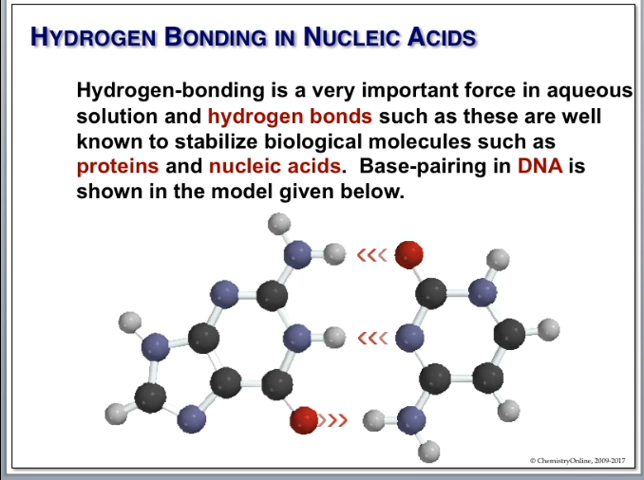 HYDROGEN BONDING IN NUCLEIC ACIDS
Hydrogen-bonding is a very important force in aqueous
solution and hydrogen bonds such as these are well
known to stabilize biological molecules such as
proteins and nucleic acids. Base-pairing in DNA is
shown in the model given below.
© ChemistryOnline, 2009-2017